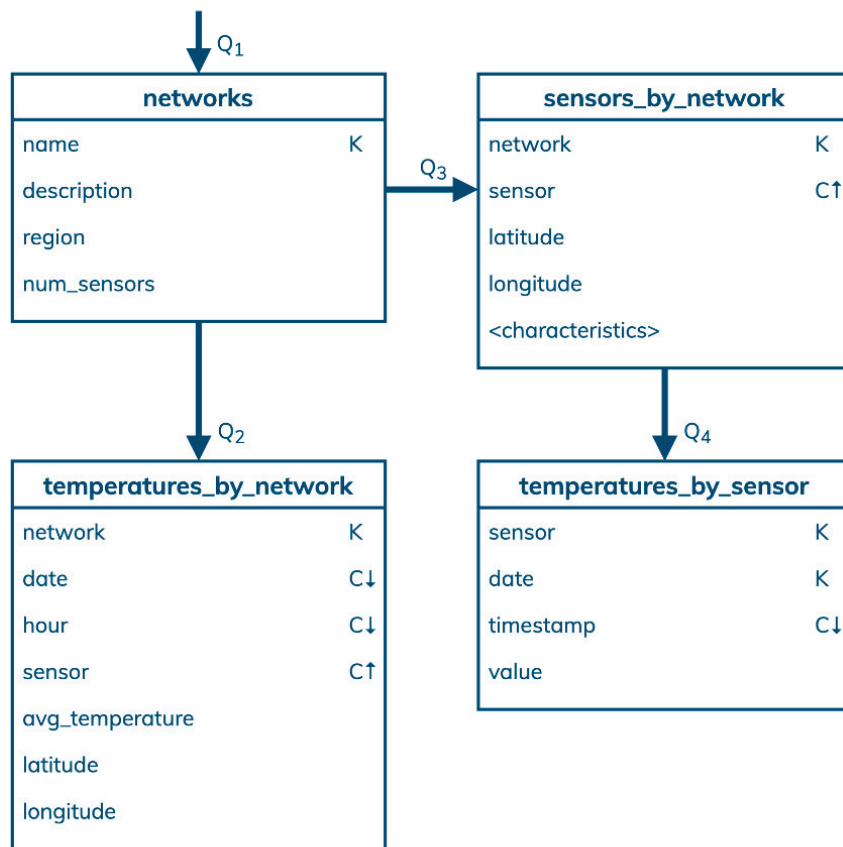 Q1
networks
name K
description
region
num_sensors
Q3
sensors_by_network
network K
sensor C↑
latitude
longitude
<characteristics>
Q2
temperatures_by_network
network K
date C↓
hour C↓
sensor C↑
avg_temperature
latitude
longitude
Q4
temperatures_by_sensor
sensor K
date K
timestamp C↓
value